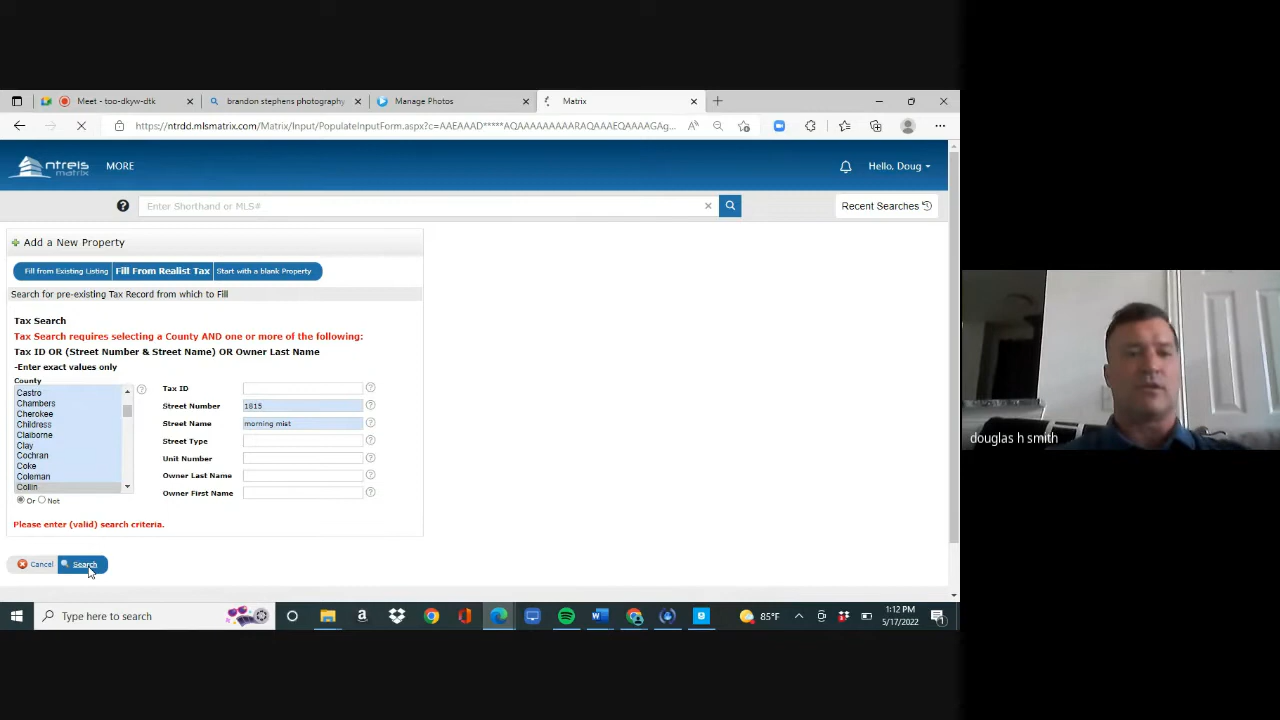 Meet - too-dkyw-dtk
brandon stephens photography
Manage Photos
Matrix
https://ntrdd.mlsmatrix.com/Matrix/Input/PopulateInputForm.aspx?c=AAEAAAD*****AQAAAAAAAAARAQAAAEQAAAAGAg...
ntreis
matrix
MORE
Hello, Doug
Enter Shorthand or MLS#
Recent Searches
Add a New Property
Fill from Existing Listing
Fill From Realist Tax
Start with a blank Property
Search for pre-existing Tax Record from which to Fill
Tax Search
Tax Search requires selecting a County AND one or more of the following:
Tax ID OR (Street Number & Street Name) OR Owner Last Name
-Enter exact values only
County
Castro
Chambers
Cherokee
Childress
Claiborne
Clay
Cochran
Coke
Coleman
Collin
Or Not
Tax ID
Street Number 1815
Street Name morning mist
Street Type
Unit Number
Owner Last Name
Owner First Name
Please enter (valid) search criteria.
Cancel Search
douglas h smith
Type here to search
85°F
1:12 PM
5/17/2022